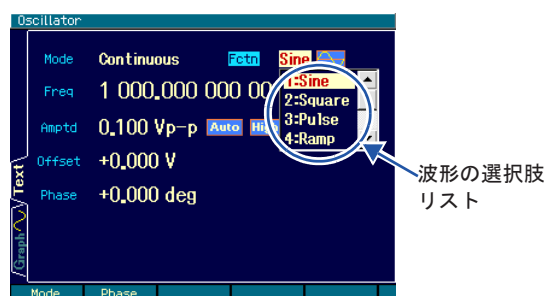 Oscillator
Mode Continuous Fctn Sine
Freq 1 000.000 000 00
1:Sine
2:Square
3:Pulse
4:Ramp
Amptd 0.100 Vp-p Auto High
Offset +0.000 V
Phase +0.000 deg
Text
Graph
波形の選択肢
リスト
Mode Phase